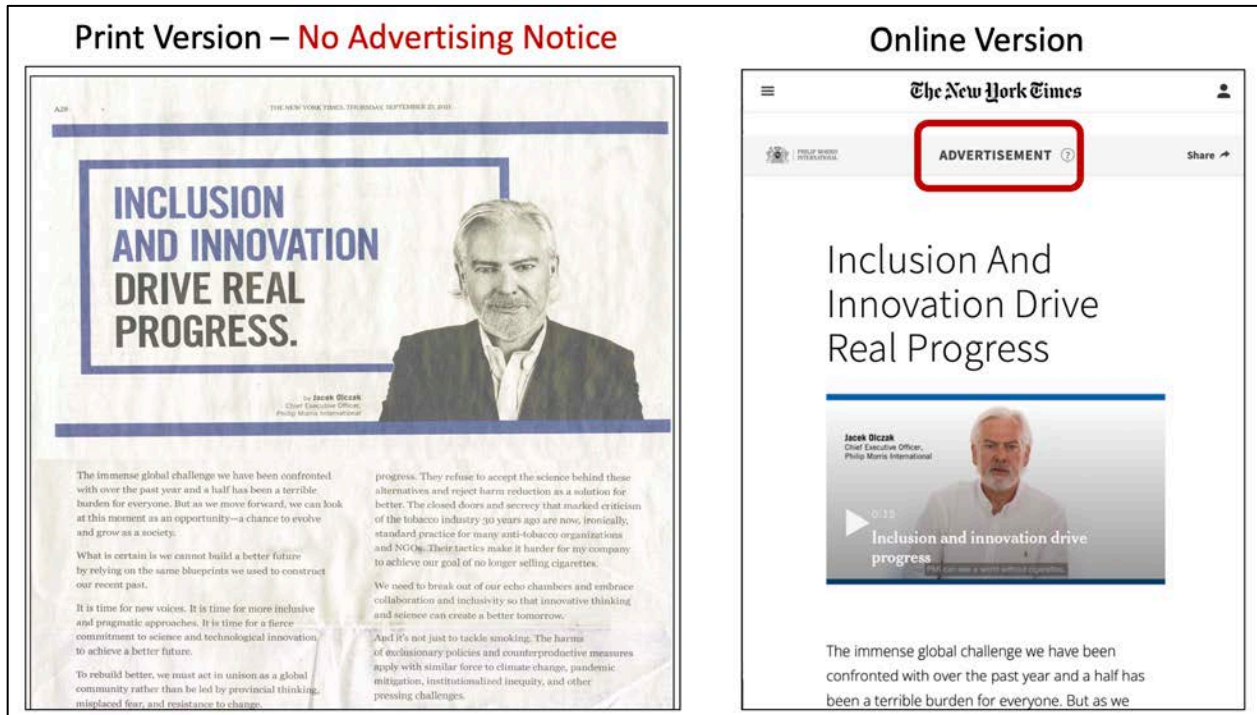 Print Version – No Advertising Notice
A20
THE NEW YORK TIMES, THURSDAY, SEPTEMBER 23, 2021
INCLUSION
AND INNOVATION
DRIVE REAL
PROGRESS.
by Jacek Olczak
Chief Executive Officer,
Philip Morris International
The immense global challenge we have been confronted
with over the past year and a half has been a terrible
burden for everyone. But as we move forward, we can look
at this moment as an opportunity—a chance to evolve
and grow as a society.
What is certain is we cannot build a better future
by relying on the same blueprints we used to construct
our recent past.
It is time for new voices. It is time for more inclusive
and pragmatic approaches. It is time for a fierce
commitment to science and technological innovation
to achieve a better future.
To rebuild better, we must act in unison as a global
community rather than be led by provincial thinking,
misplaced fear, and resistance to change.
progress. They refuse to accept the science behind these
alternatives and reject harm reduction as a solution for
better. The closed doors and secrecy that marked criticism
of the tobacco industry 30 years ago are now, ironically,
standard practice for many anti-tobacco organizations
and NGOs. Their tactics make it harder for my company
to achieve our goal of no longer selling cigarettes.
We need to break out of our echo chambers and embrace
collaboration and inclusivity so that innovative thinking
and science can create a better tomorrow.
And it's not just to tackle smoking. The harms
of exclusionary policies and counterproductive measures
apply with similar force to climate change, pandemic
mitigation, institutionalized inequity, and other
pressing challenges.
Online Version
The New York Times
PHILIP MORRIS
INTERNATIONAL
ADVERTISEMENT ?
Share
Inclusion And
Innovation Drive
Real Progress
Jacek Olczak
Chief Executive Officer,
Philip Morris International
0:15
Inclusion and innovation drive
progress
PMI can see a world without cigarettes.
The immense global challenge we have been
confronted with over the past year and a half has
been a terrible burden for everyone. But as we